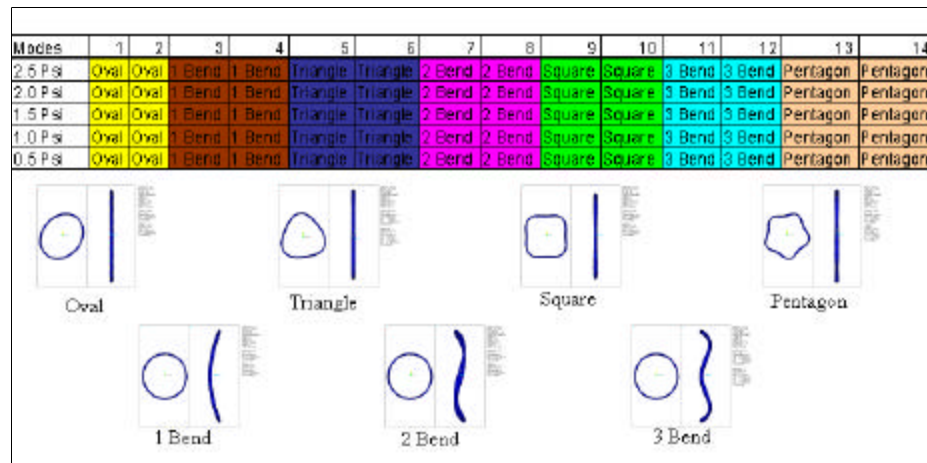 Modes 1 2 3 4 5 6 7 8 9 10 11 12 13 14
2.5 Psi Oval Oval 1 Bend 1 Bend Triangle Triangle 2 Bend 2 Bend Square Square 3 Bend 3 Bend Pentagon Pentagon
2.0 Psi Oval Oval 1 Bend 1 Bend Triangle Triangle 2 Bend 2 Bend Square Square 3 Bend 3 Bend Pentagon Pentagon
1.5 Psi Oval Oval 1 Bend 1 Bend Triangle Triangle 2 Bend 2 Bend Square Square 3 Bend 3 Bend Pentagon Pentagon
1.0 Psi Oval Oval 1 Bend 1 Bend Triangle Triangle 2 Bend 2 Bend Square Square 3 Bend 3 Bend Pentagon Pentagon
0.5 Psi Oval Oval 1 Bend 1 Bend Triangle Triangle 2 Bend 2 Bend Square Square 3 Bend 3 Bend Pentagon Pentagon
Oval Triangle Square Pentagon
1 Bend 2 Bend 3 Bend